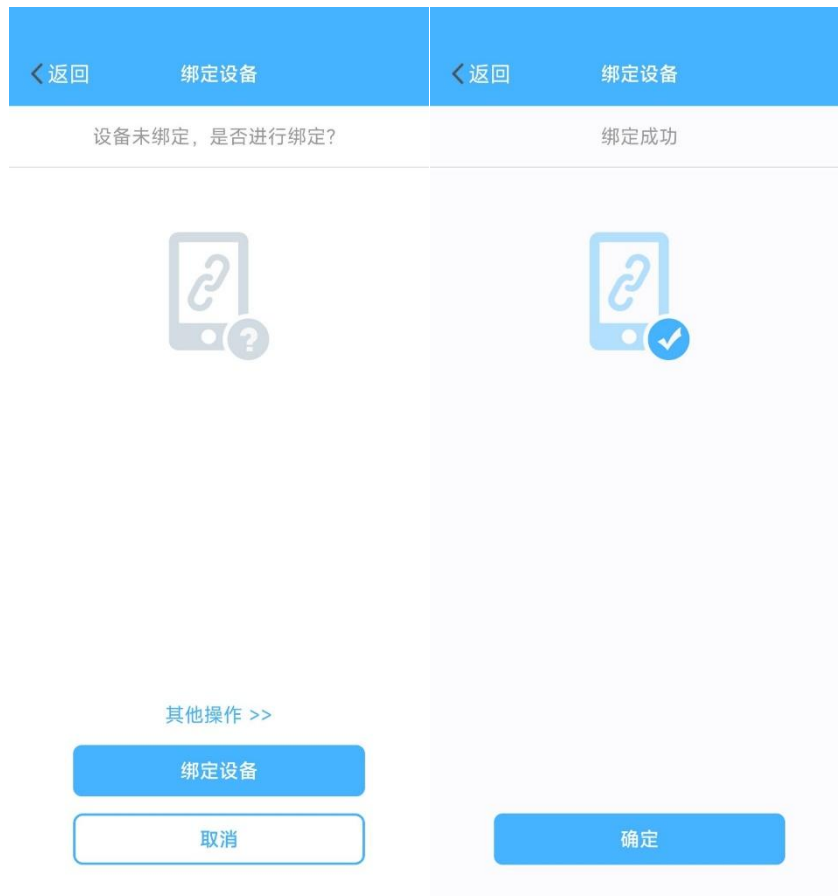 返回
绑定设备
设备未绑定，是否进行绑定？
?
其他操作 >>
绑定设备
取消
返回
绑定设备
绑定成功
确定